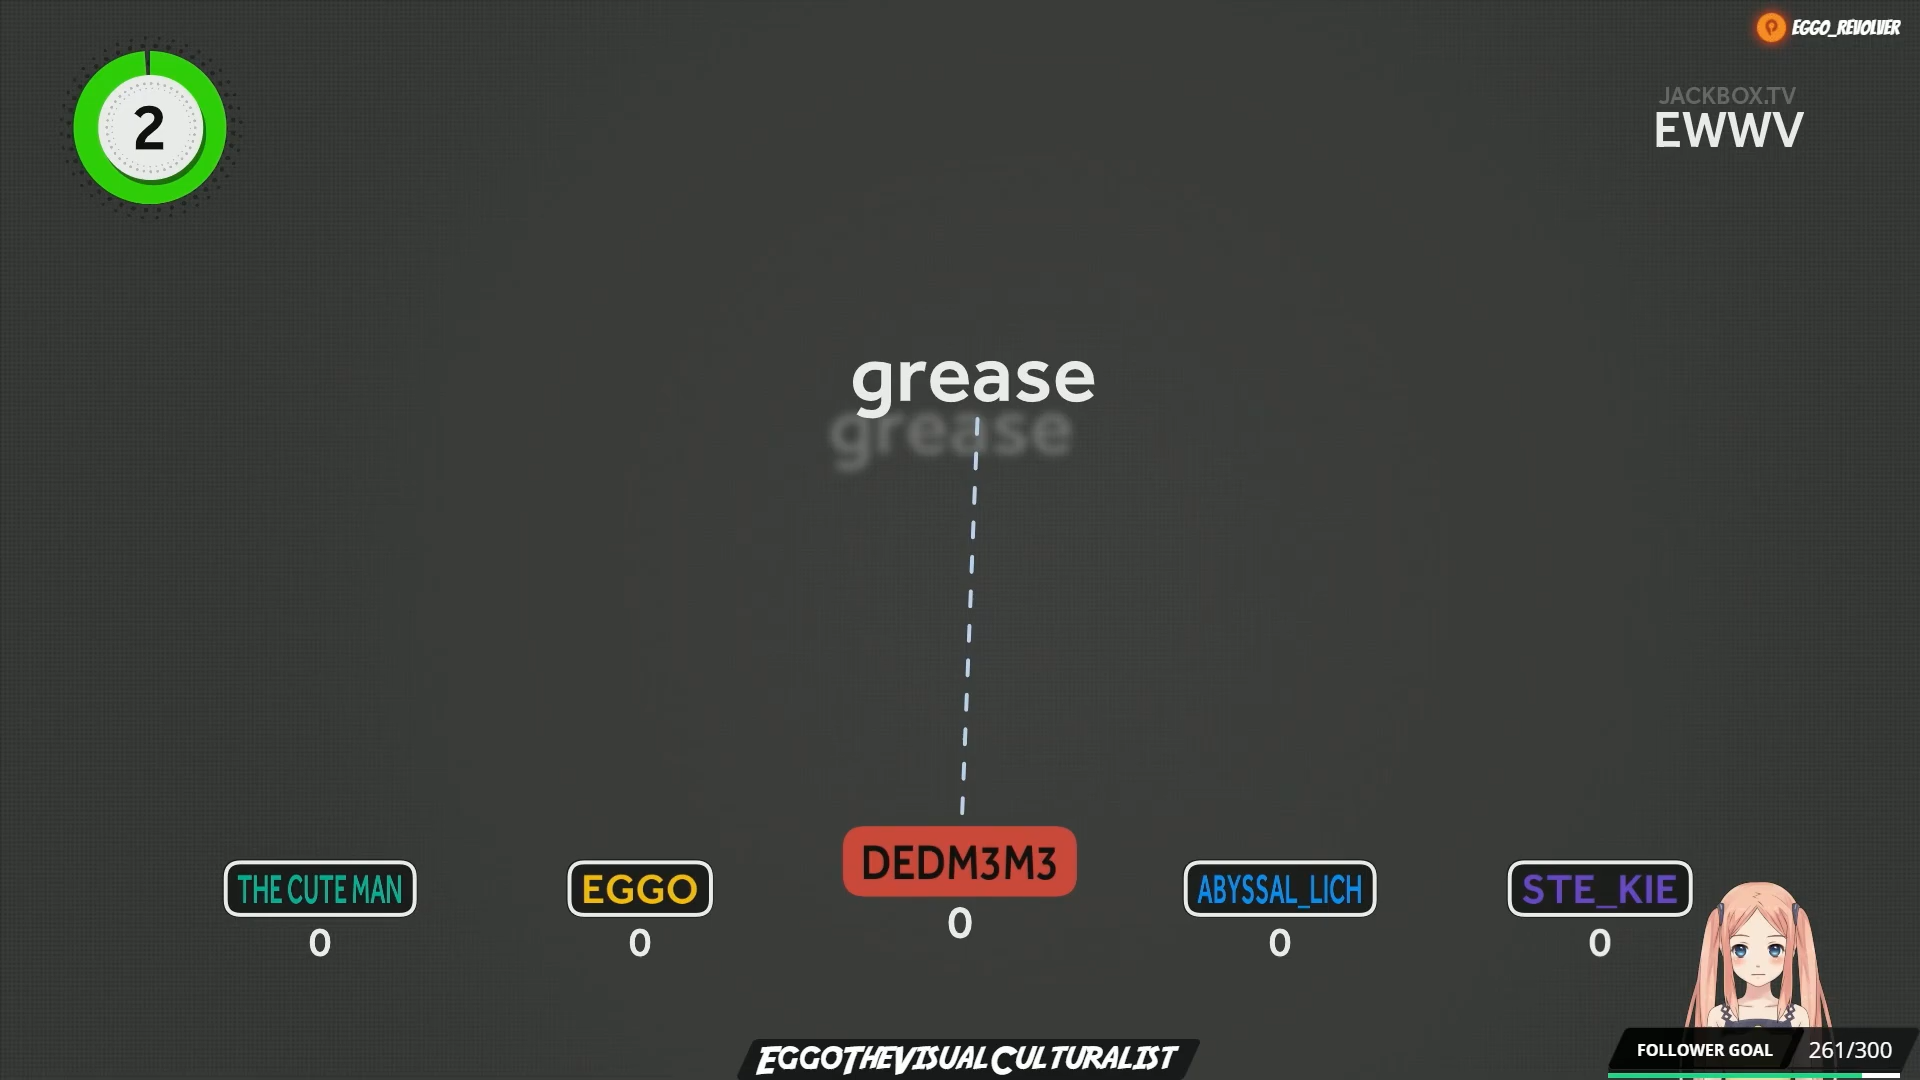 EGGO_REVOLVER
2
JACKBOX.TV
EWWV
grease
grease
DEDM3M3
0
THE CUTE MAN
0
EGGO
0
ABYSSAL_LICH
0
STE_KIE
0
EGGOTHEVISUALCULTURALIST
FOLLOWER GOAL 261/300